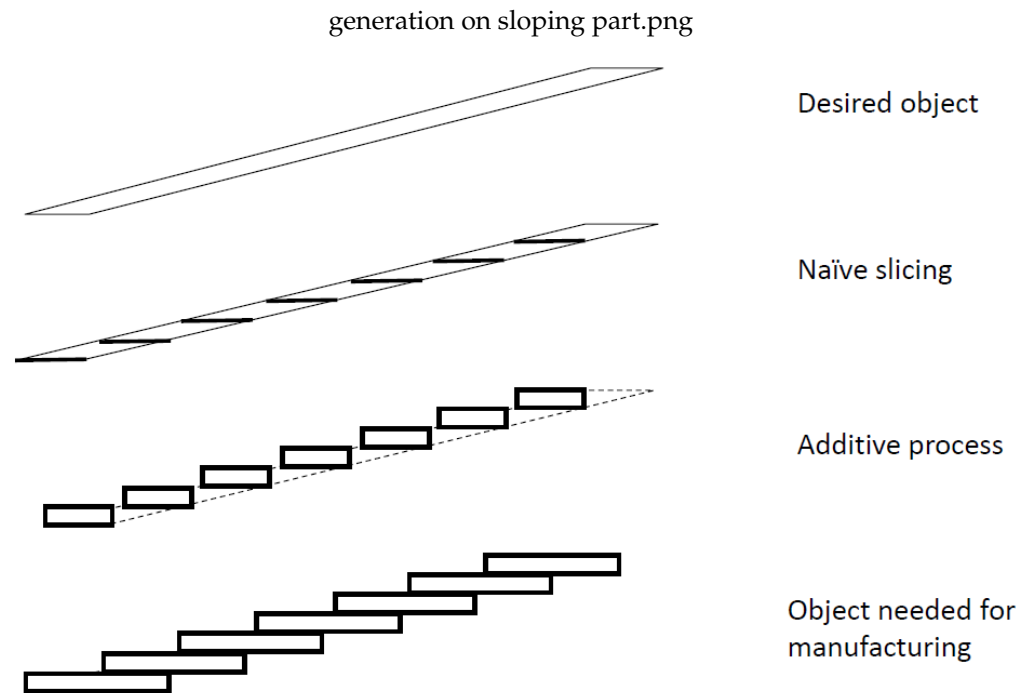 generation on sloping part.png
Desired object
Naïve slicing
Additive process
Object needed for
manufacturing